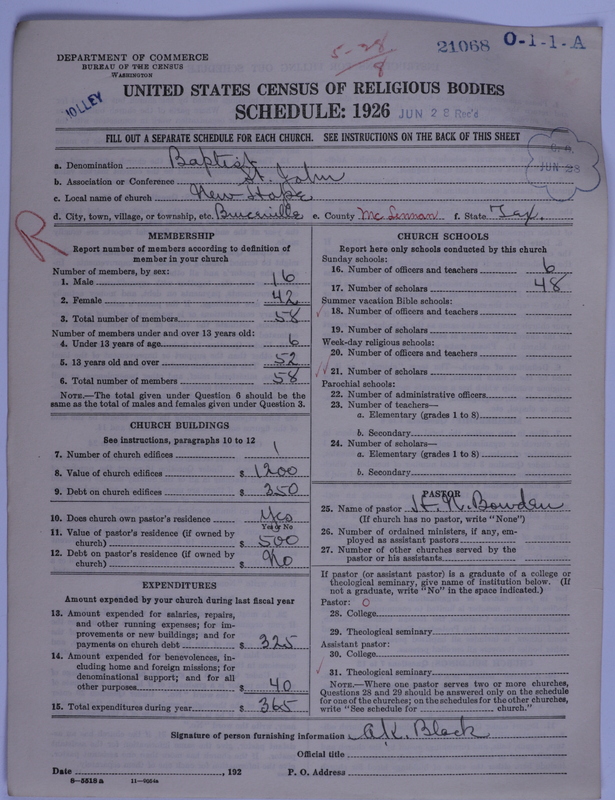 5-28/8
21068 O-1-1-A
DEPARTMENT OF COMMERCE
BUREAU OF THE CENSUS
WASHINGTON
JOLLEY
UNITED STATES CENSUS OF RELIGIOUS BODIES
SCHEDULE: 1926 JUN 28 Rec'd
FILL OUT A SEPARATE SCHEDULE FOR EACH CHURCH. SEE INSTRUCTIONS ON THE BACK OF THIS SHEET
JUN 28
a. Denomination Baptist
b. Association or Conference St. John
c. Local name of church New Hope
d. City, town, village, or township, etc. Bruceville e. County McLennan f. State Tex.
R
MEMBERSHIP
Report number of members according to definition of member in your church
Number of members, by sex:
1. Male 16
2. Female 42
3. Total number of members 58
Number of members under and over 13 years old:
4. Under 13 years of age 6
5. 13 years old and over 52
6. Total number of members 58
NOTE.—The total given under Question 6 should be
same as the total of males and females given under Question 3.
CHURCH BUILDINGS
See instructions, paragraphs 10 to 12
7. Number of church edifices 1
8. Value of church edifices $ 1200
9. Debt on church edifices $ 350
10. Does church own pastor's residence Yes
Yes or No
11. Value of pastor's residence (if owned by
church) $ 500
12. Debt on pastor's residence (if owned by
church) $ No
EXPENDITURES
Amount expended by your church during last fiscal year
13. Amount expended for salaries, repairs,
and other running expenses; for im-
provements or new buildings; and for
payments on church debt $ 325
14. Amount expended for benevolences, in-
cluding home and foreign missions; for
denominational support; and for all
other purposes $ 40
15. Total expenditures during year $ 365
CHURCH SCHOOLS
Report here only schools conducted by this church
Sunday schools:
16. Number of officers and teachers 6
17. Number of scholars 48
Summer vacation Bible schools:
18. Number of officers and teachers
19. Number of scholars
Week-day religious schools:
20. Number of officers and teachers
21. Number of scholars
Parochial schools:
22. Number of administrative officers
23. Number of teachers—
a. Elementary (grades 1 to 8)
b. Secondary
24. Number of scholars—
a. Elementary (grades 1 to 8)
b. Secondary
PASTOR
25. Name of pastor H. N. Bowden
(If church has no pastor, write "None")
26. Number of ordained ministers, if any, em-
ployed as assistant pastors
27. Number of other churches served by the
pastor or his assistants
If pastor (or assistant pastor) is a graduate of a college or
theological seminary, give name of institution below. (If
not a graduate, write "No" in the space indicated.)
Pastor: O
28. College
29. Theological seminary
Assistant pastor:
30. College
31. Theological seminary
NOTE.—Where one pastor serves two or more churches,
Questions 28 and 29 should be answered only on the schedule
for one of the churches; on the schedules for the other churches,
write "See schedule for church."
Signature of person furnishing information A.K. Black
Official title
Date , 192 P. O. Address
8-5518 a